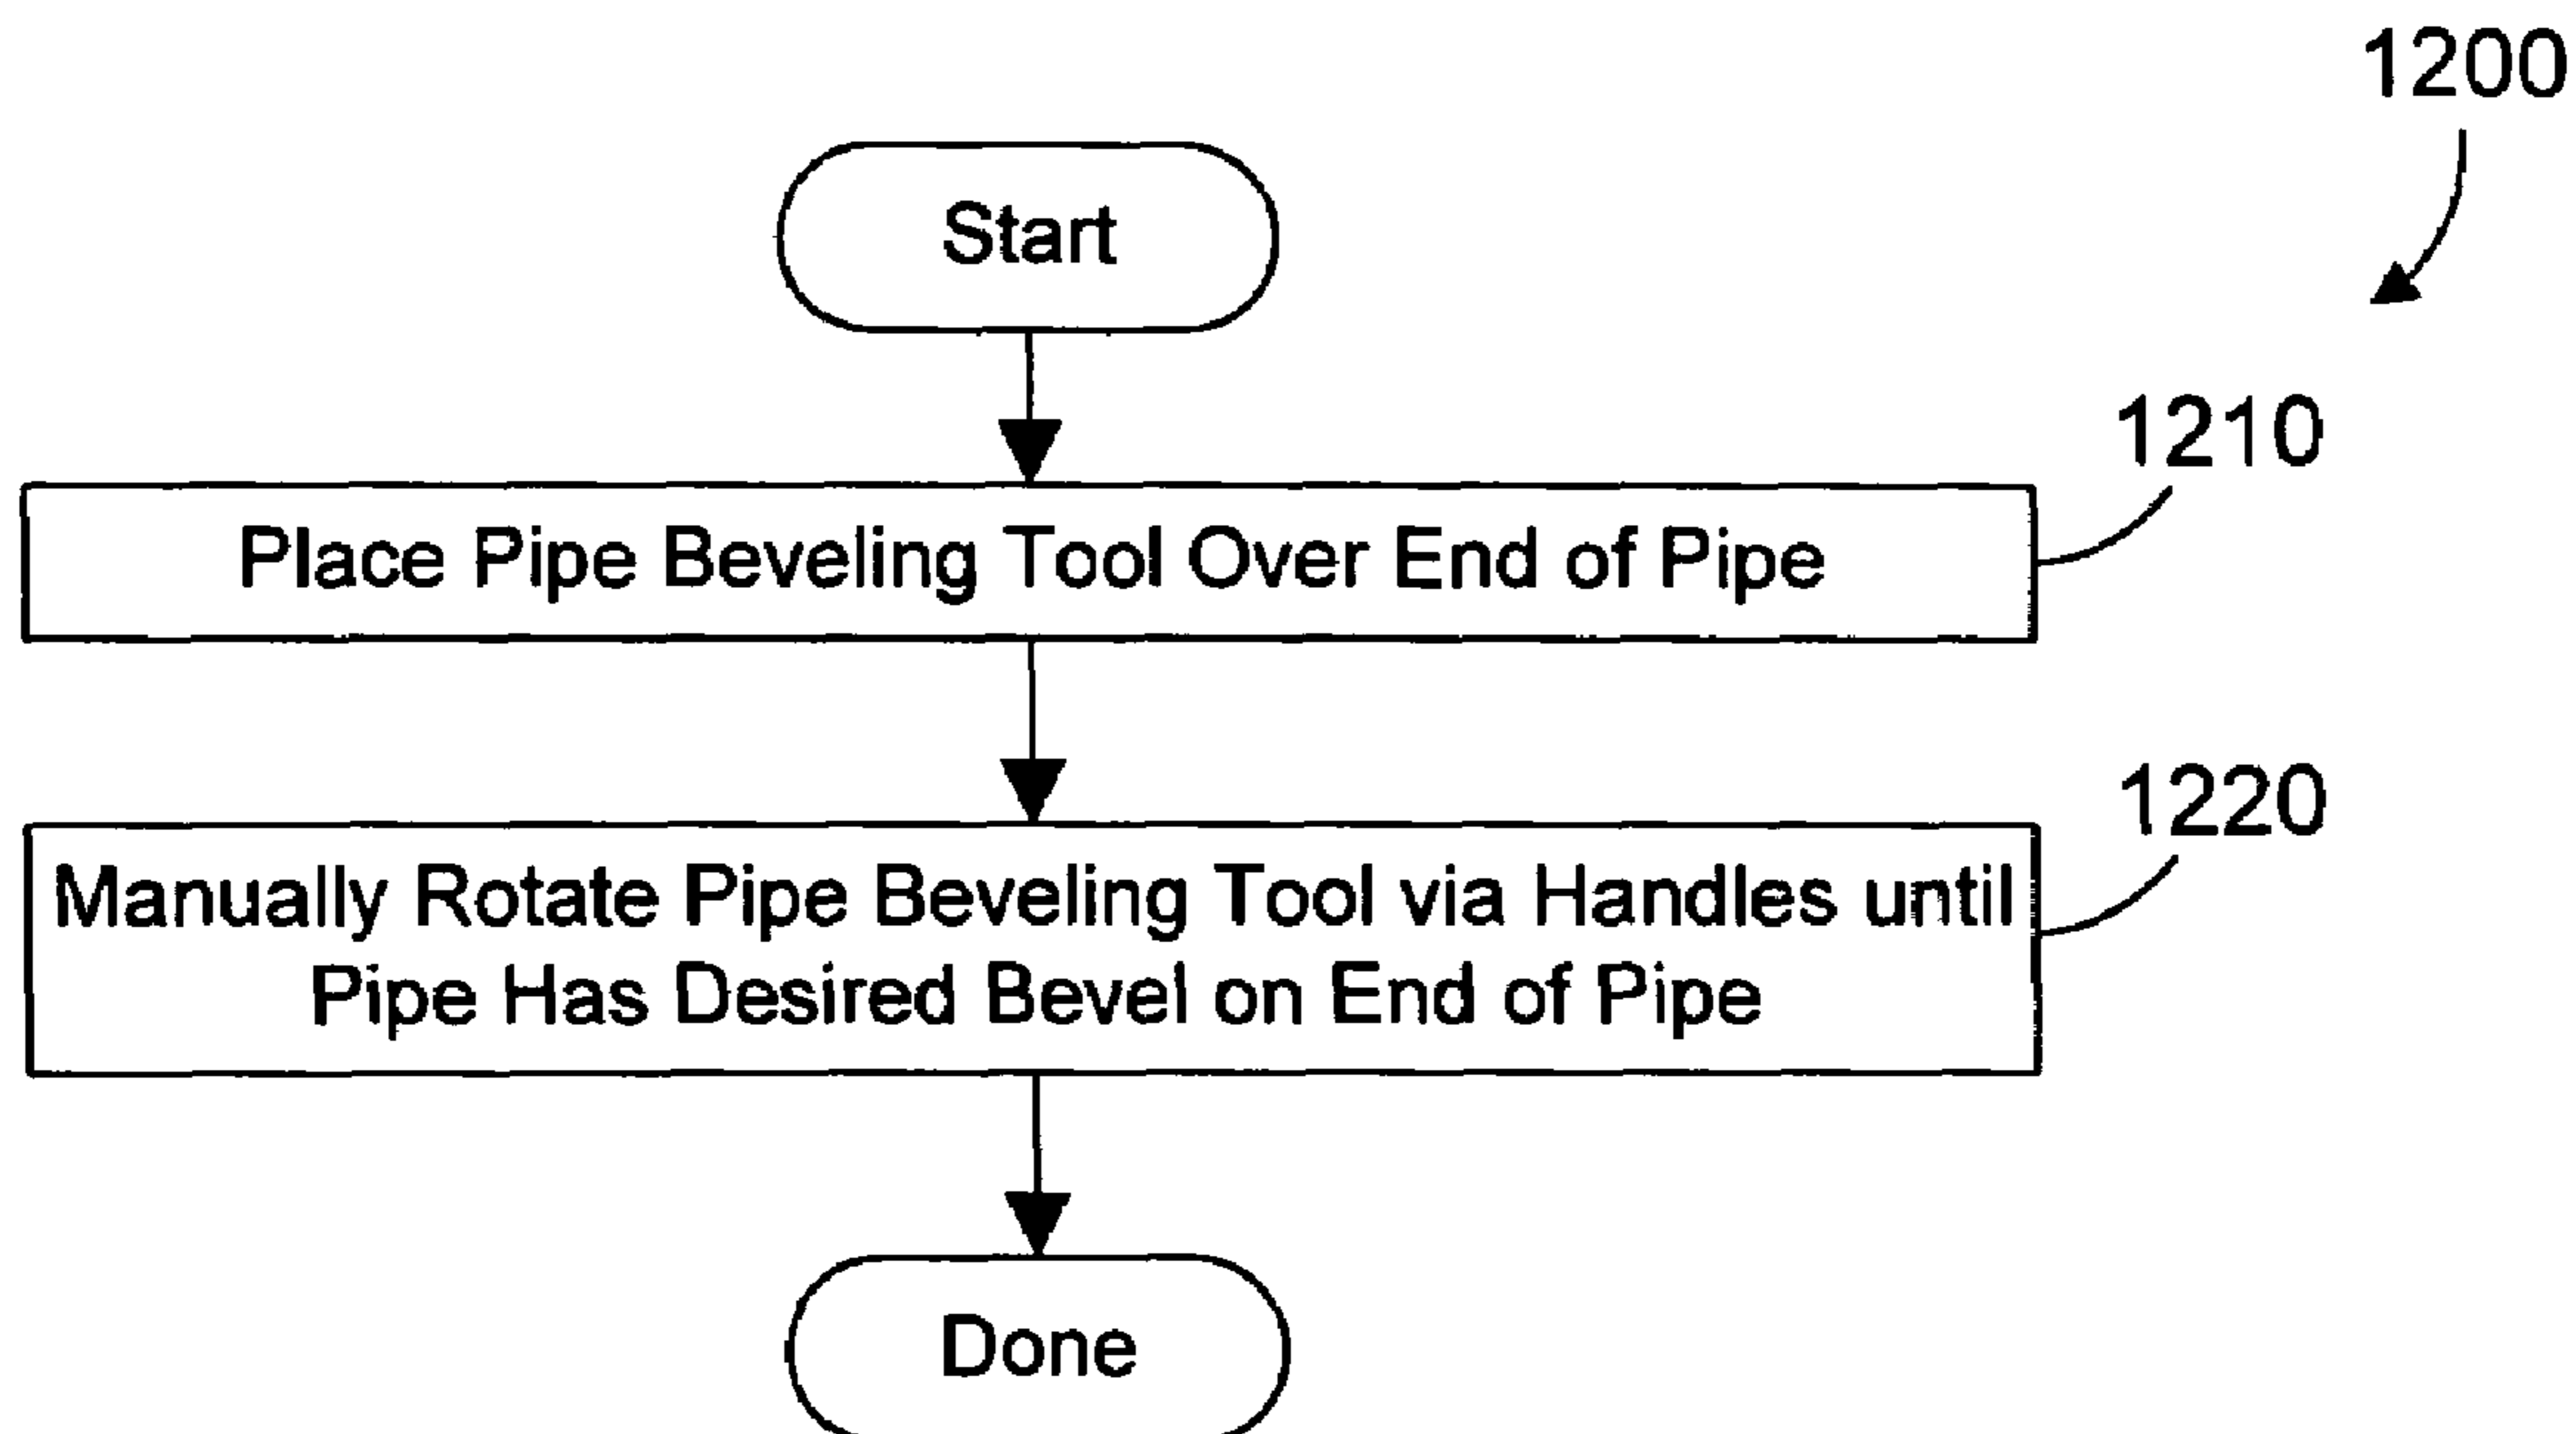 1200
Start
1210
Place Pipe Beveling Tool Over End of Pipe
1220
Manually Rotate Pipe Beveling Tool via Handles until
Pipe Has Desired Bevel on End of Pipe
Done